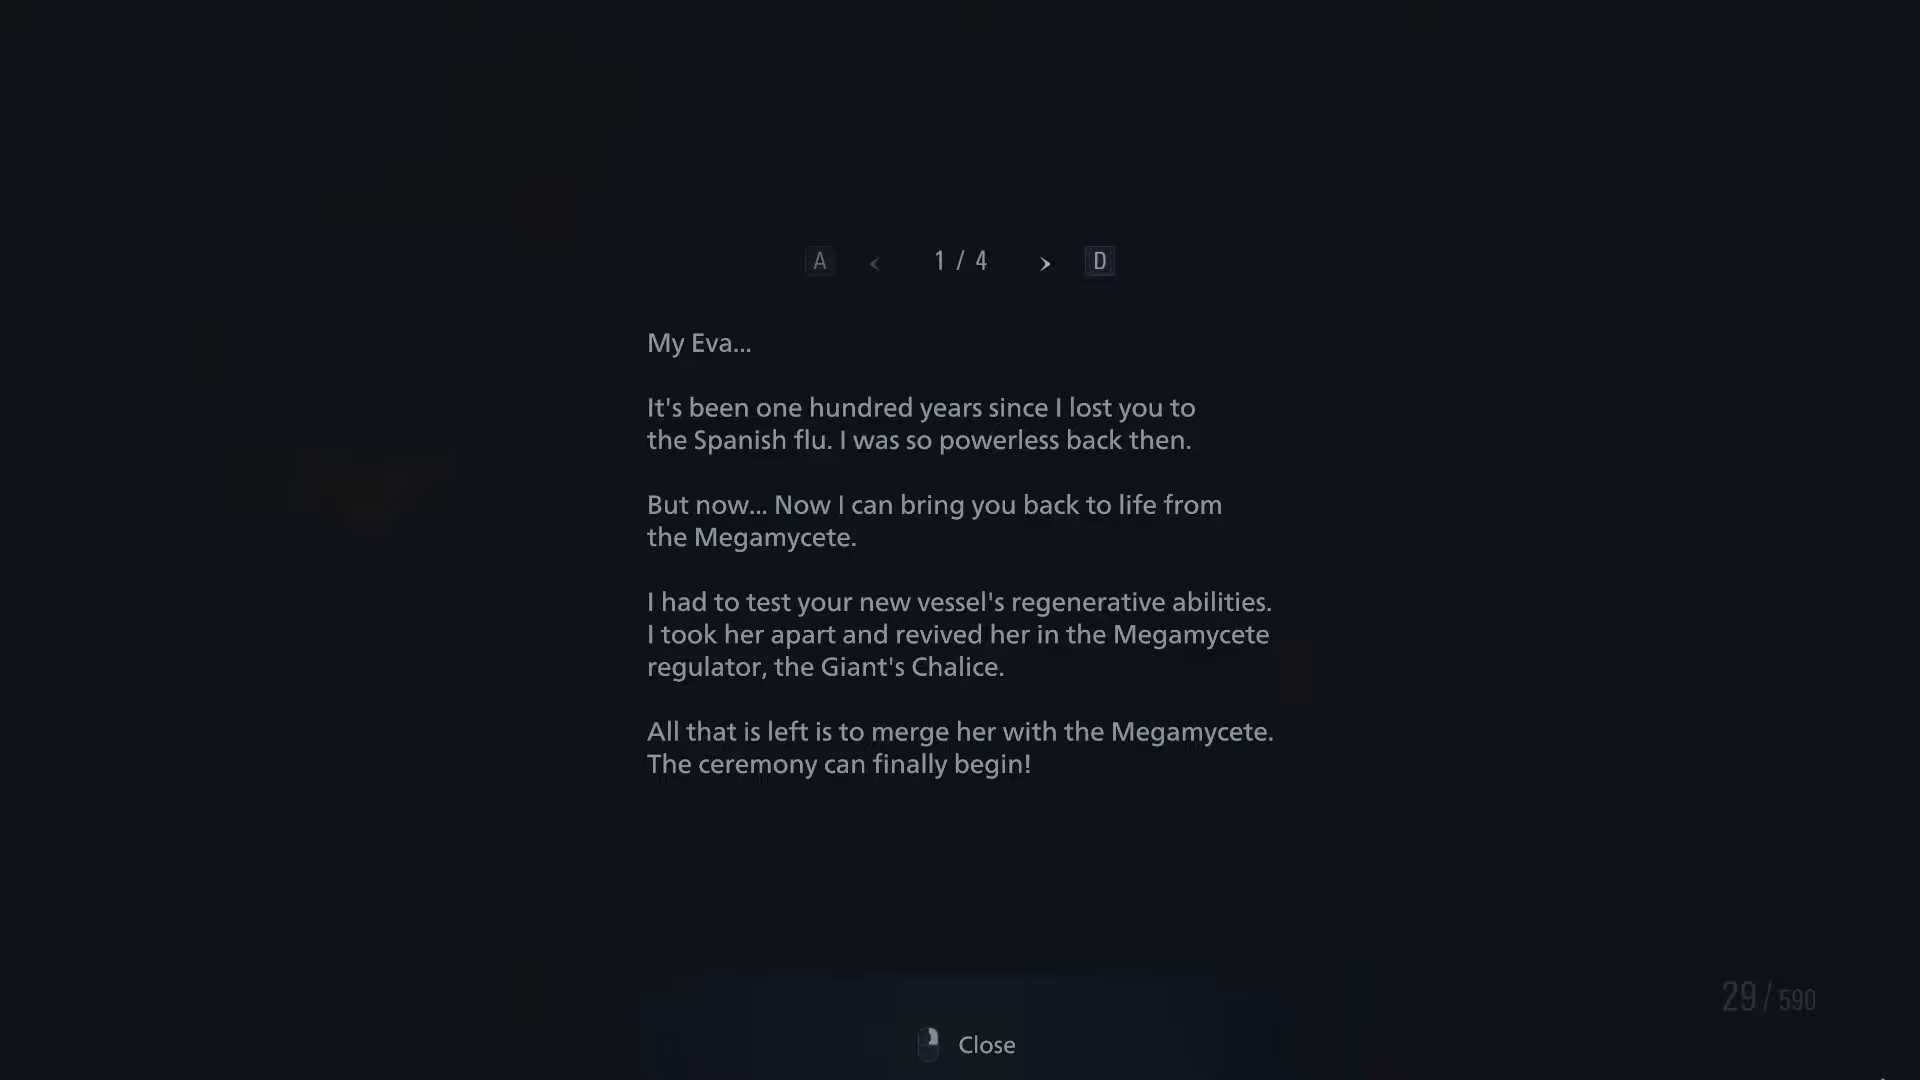 A < 1 / 4 > D
My Eva...
It's been one hundred years since I lost you to
the Spanish flu. I was so powerless back then.
But now... Now I can bring you back to life from
the Megamycete.
I had to test your new vessel's regenerative abilities.
I took her apart and revived her in the Megamycete
regulator, the Giant's Chalice.
All that is left is to merge her with the Megamycete.
The ceremony can finally begin!
29 / 590
Close